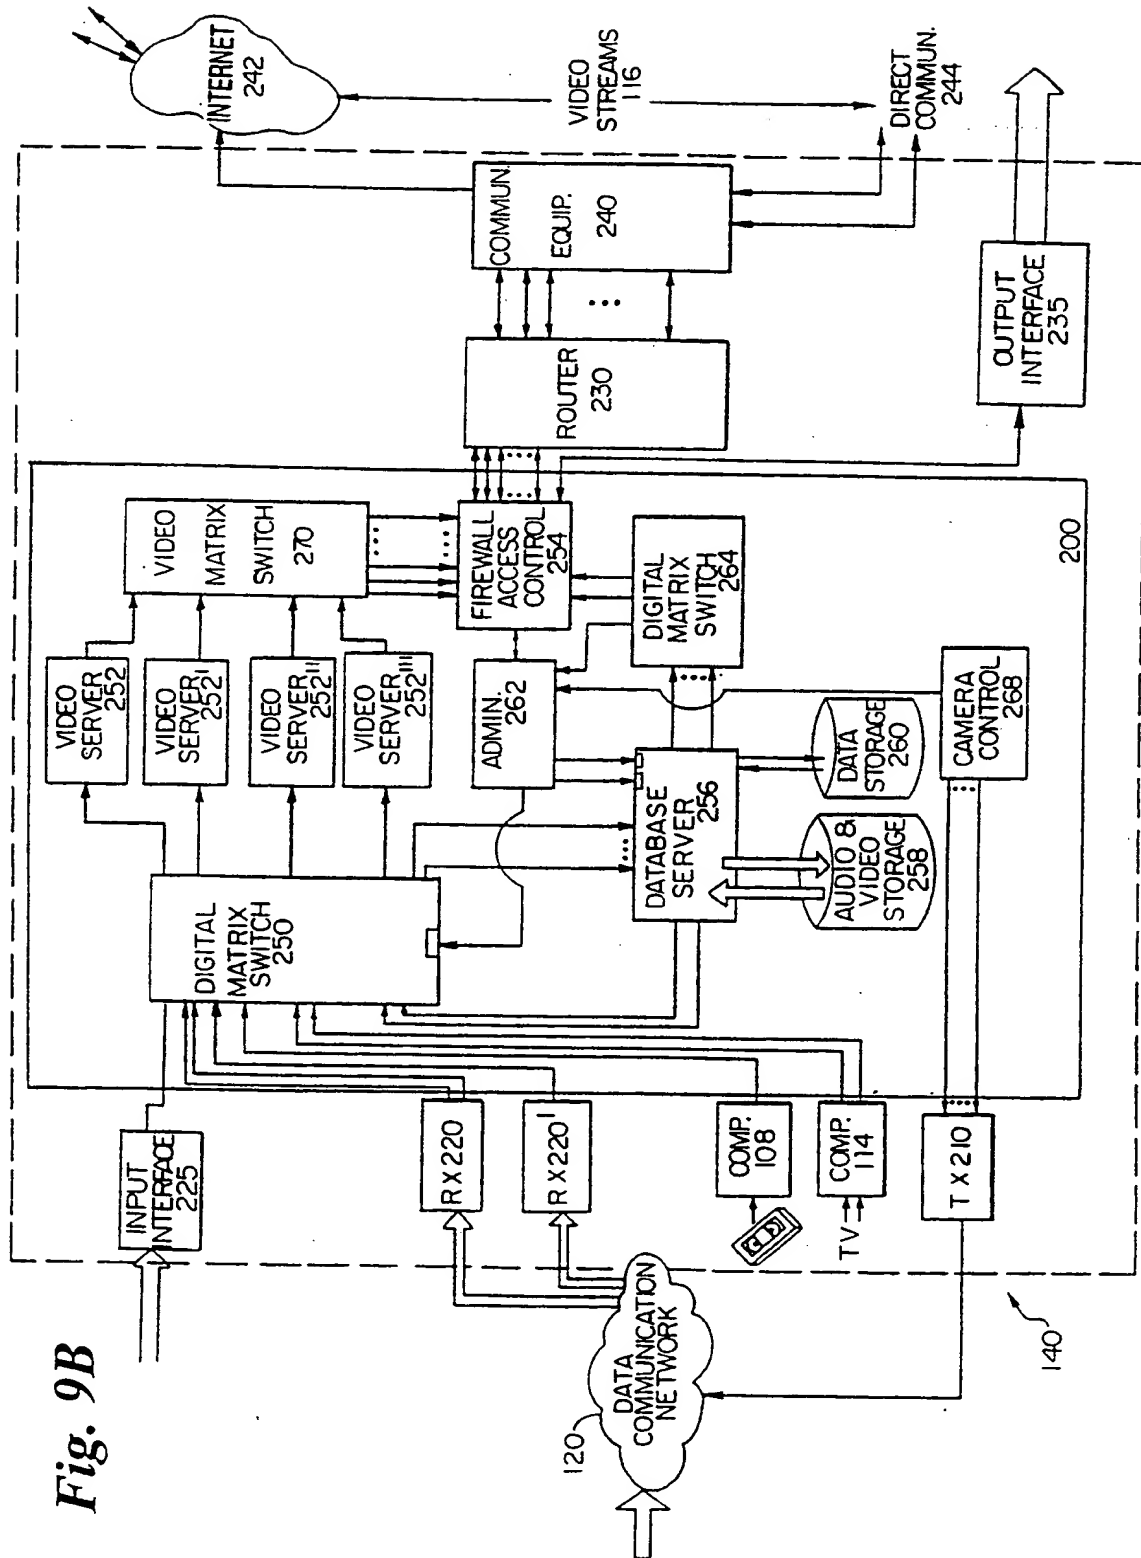 Fig. 9B
INPUT
INTERFACE
225
DATA
COMMUNICATION
NETWORK
120
140
RX 220
RX 220'
COMP.
108
TV
COMP.
114
TX 210
DIGITAL
MATRIX
SWITCH
250
VIDEO
SERVER
252
VIDEO
SERVER
252'
VIDEO
SERVER
252''
VIDEO
SERVER
252'''
VIDEO
MATRIX
SWITCH
270
ADMIN.
262
FIREWALL
ACCESS
CONTROL
254
DATABASE
SERVER
256
DIGITAL
MATRIX
SWITCH
264
AUDIO &
VIDEO
STORAGE
258
DATA
STORAGE
260
CAMERA
CONTROL
268
200
ROUTER
230
COMMUN.
EQUIP.
240
OUTPUT
INTERFACE
235
INTERNET
242
VIDEO
STREAMS
116
DIRECT
COMMUN.
244